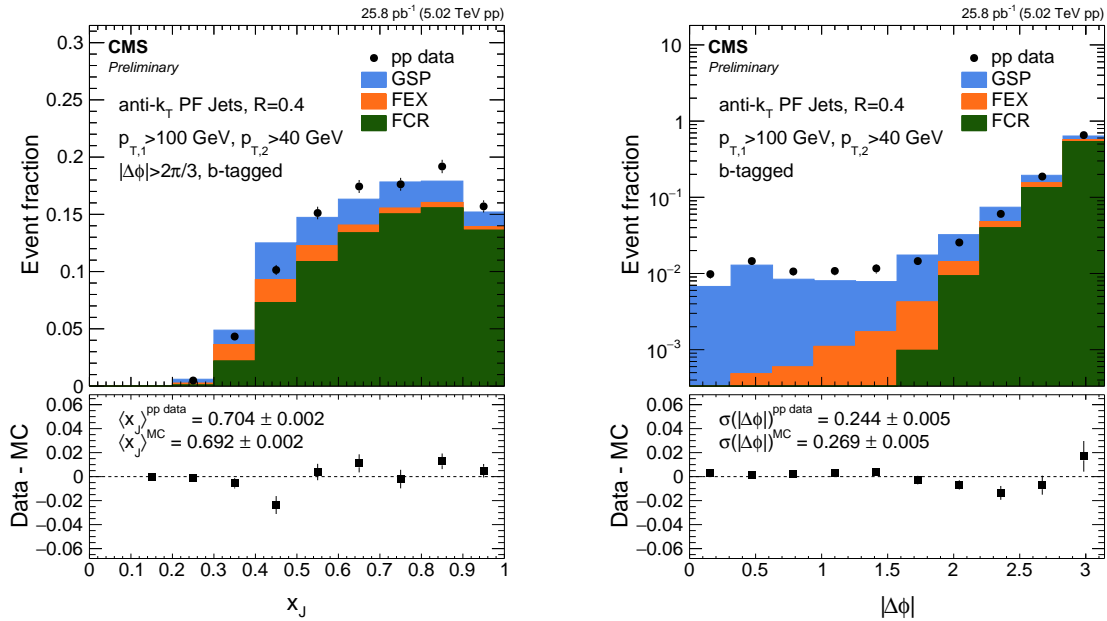 25.8 pb⁻¹ (5.02 TeV pp)
CMS
Preliminary
pp data
GSP
FEX
FCR
anti-k_T PF Jets, R=0.4
p_T,1>100 GeV, p_T,2>40 GeV
|Δϕ|>2π/3, b-tagged
Event fraction
0.3
0.25
0.2
0.15
0.1
0.05
0
⟨x_J⟩^pp data = 0.704 ± 0.002
⟨x_J⟩^MC = 0.692 ± 0.002
Data - MC
0.06
0.04
0.02
0
−0.02
−0.04
−0.06
0 0.1 0.2 0.3 0.4 0.5 0.6 0.7 0.8 0.9 1
x_J
25.8 pb⁻¹ (5.02 TeV pp)
CMS
Preliminary
pp data
GSP
FEX
FCR
anti-k_T PF Jets, R=0.4
p_T,1>100 GeV, p_T,2>40 GeV
b-tagged
Event fraction
10
1
10⁻¹
10⁻²
10⁻³
σ(|Δϕ|)^pp data = 0.244 ± 0.005
σ(|Δϕ|)^MC = 0.269 ± 0.005
Data - MC
0.06
0.04
0.02
0
−0.02
−0.04
−0.06
0 0.5 1 1.5 2 2.5 3
|Δϕ|